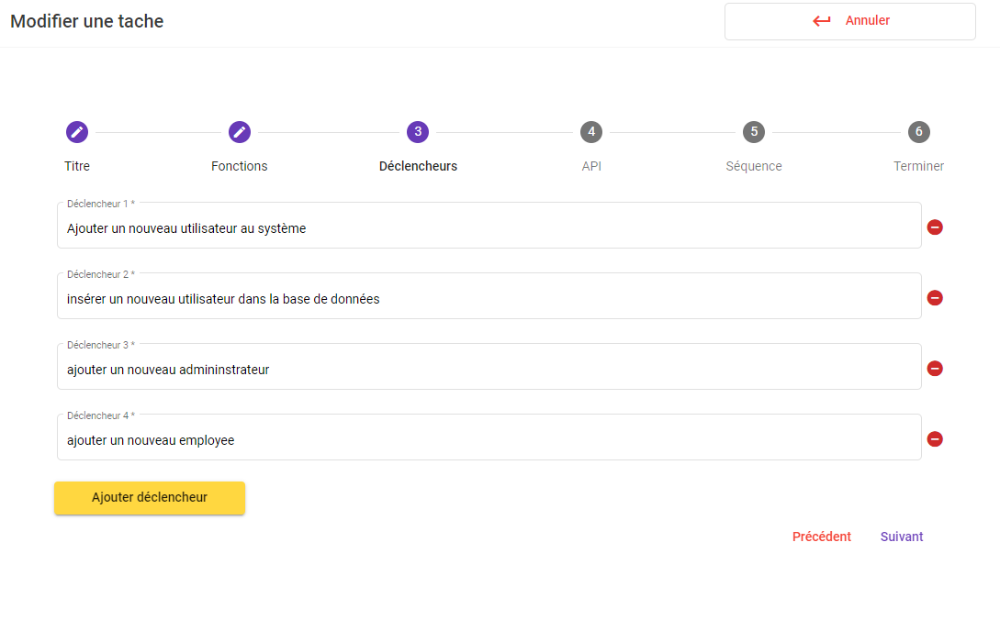 Modifier une tache
Annuler
3
4
5
6
Titre
Fonctions
Déclencheurs
API
Séquence
Terminer
Déclencheur 1 *
Ajouter un nouveau utilisateur au système
Déclencheur 2 *
insérer un nouveau utilisateur dans la base de données
Déclencheur 3 *
ajouter un nouveau admininstrateur
Déclencheur 4 *
ajouter un nouveau employee
Ajouter déclencheur
Précédent
Suivant